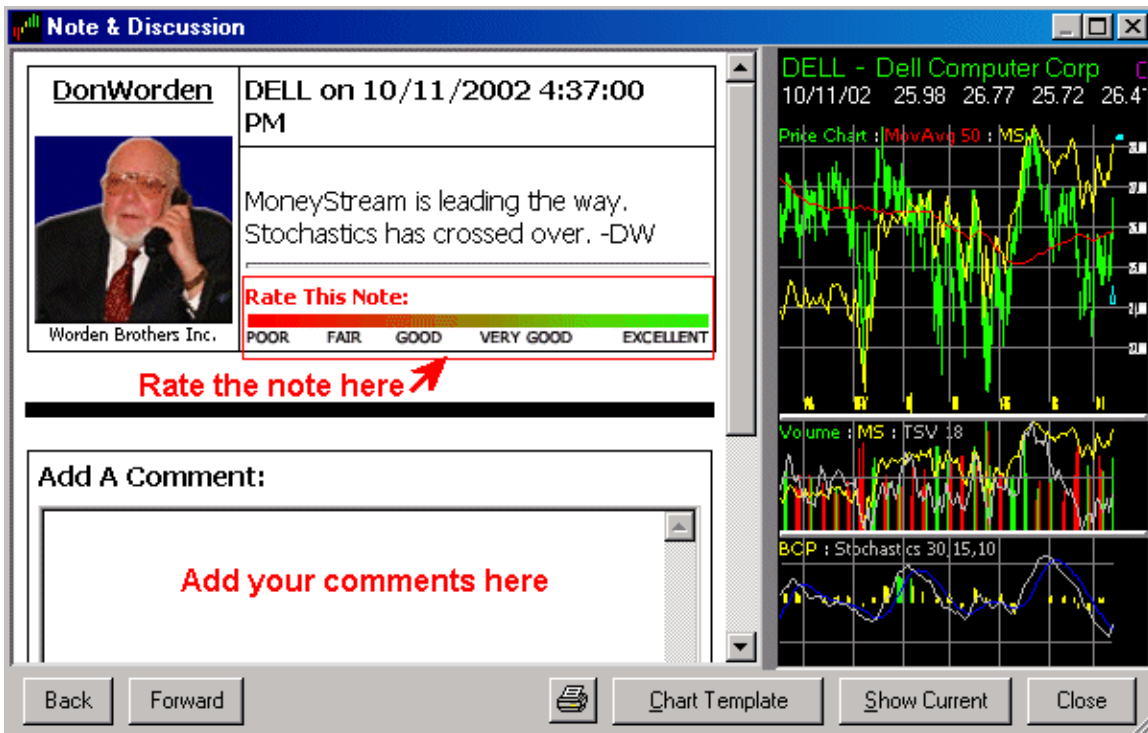 Note & Discussion
DonWorden
DELL on 10/11/2002 4:37:00
PM
MoneyStream is leading the way.
Stochastics has crossed over. -DW
Rate This Note:
POOR FAIR GOOD VERY GOOD EXCELLENT
Worden Brothers Inc.
Rate the note here
Add A Comment:
Add your comments here
DELL - Dell Computer Corp
10/11/02 25.98 26.77 25.72 26.4
Price Chart : MovAvg 50 : MS
Volume : MS : TSV 18
BOP : Stochastics 30,15,10
Back Forward Chart Template Show Current Close